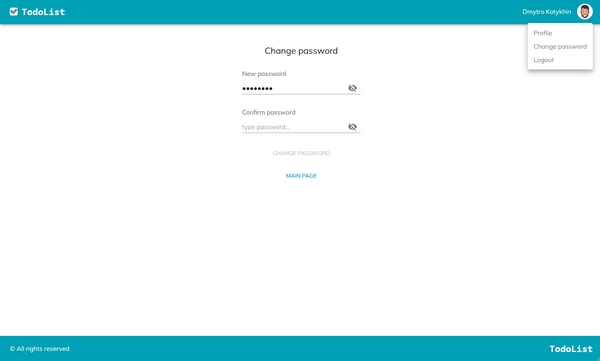 TodoList
Dmytro Kotykhin
Profile
Change password
Logout
Change password
New password
••••••••
Confirm password
type password...
CHANGE PASSWORD
MAIN PAGE
© All rights reserved
TodoList